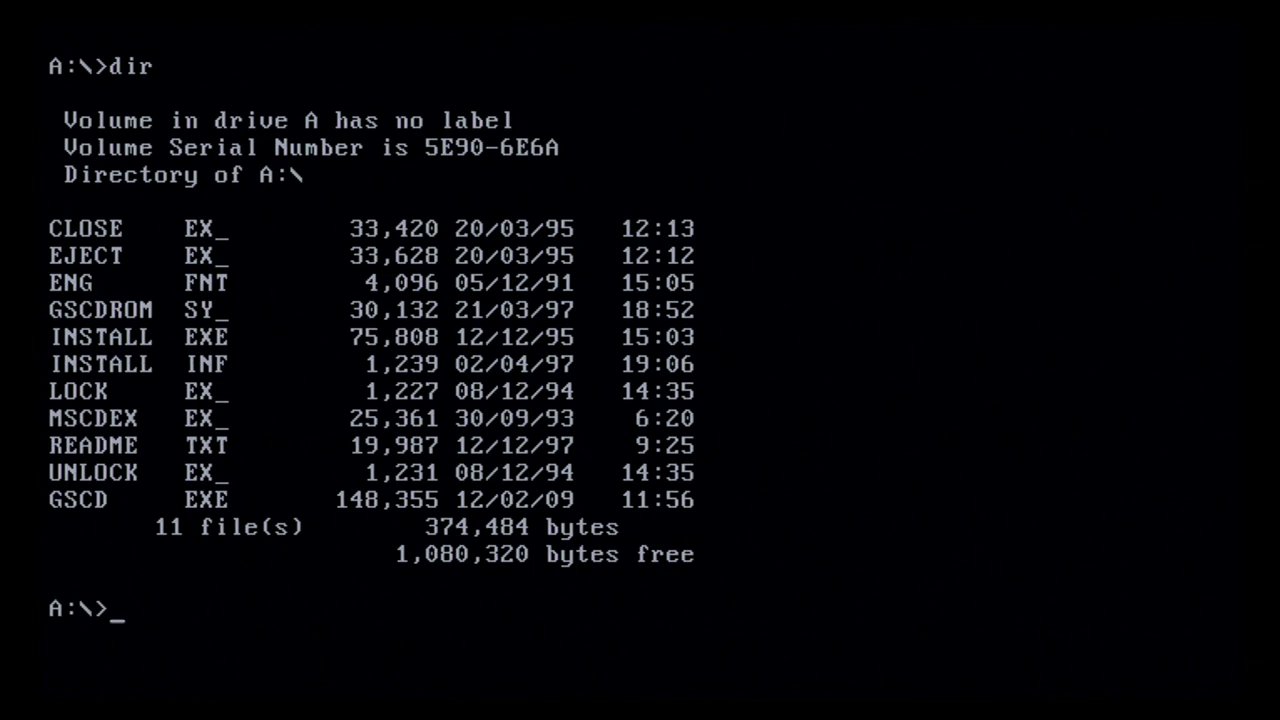 A:\>dir
Volume in drive A has no label
Volume Serial Number is 5E90-6E6A
Directory of A:\
CLOSE    EX_        33,420 20/03/95   12:13
EJECT    EX_        33,628 20/03/95   12:12
ENG      FNT         4,096 05/12/91   15:05
GSCDROM  SY_        30,132 21/03/97   18:52
INSTALL  EXE        75,808 12/12/95   15:03
INSTALL  INF         1,239 02/04/97   19:06
LOCK     EX_         1,227 08/12/94   14:35
MSCDEX   EX_        25,361 30/09/93    6:20
README   TXT        19,987 12/12/97    9:25
UNLOCK   EX_         1,231 08/12/94   14:35
GSCD     EXE       148,355 12/02/09   11:56
11 file(s)        374,484 bytes
1,080,320 bytes free
A:\>_